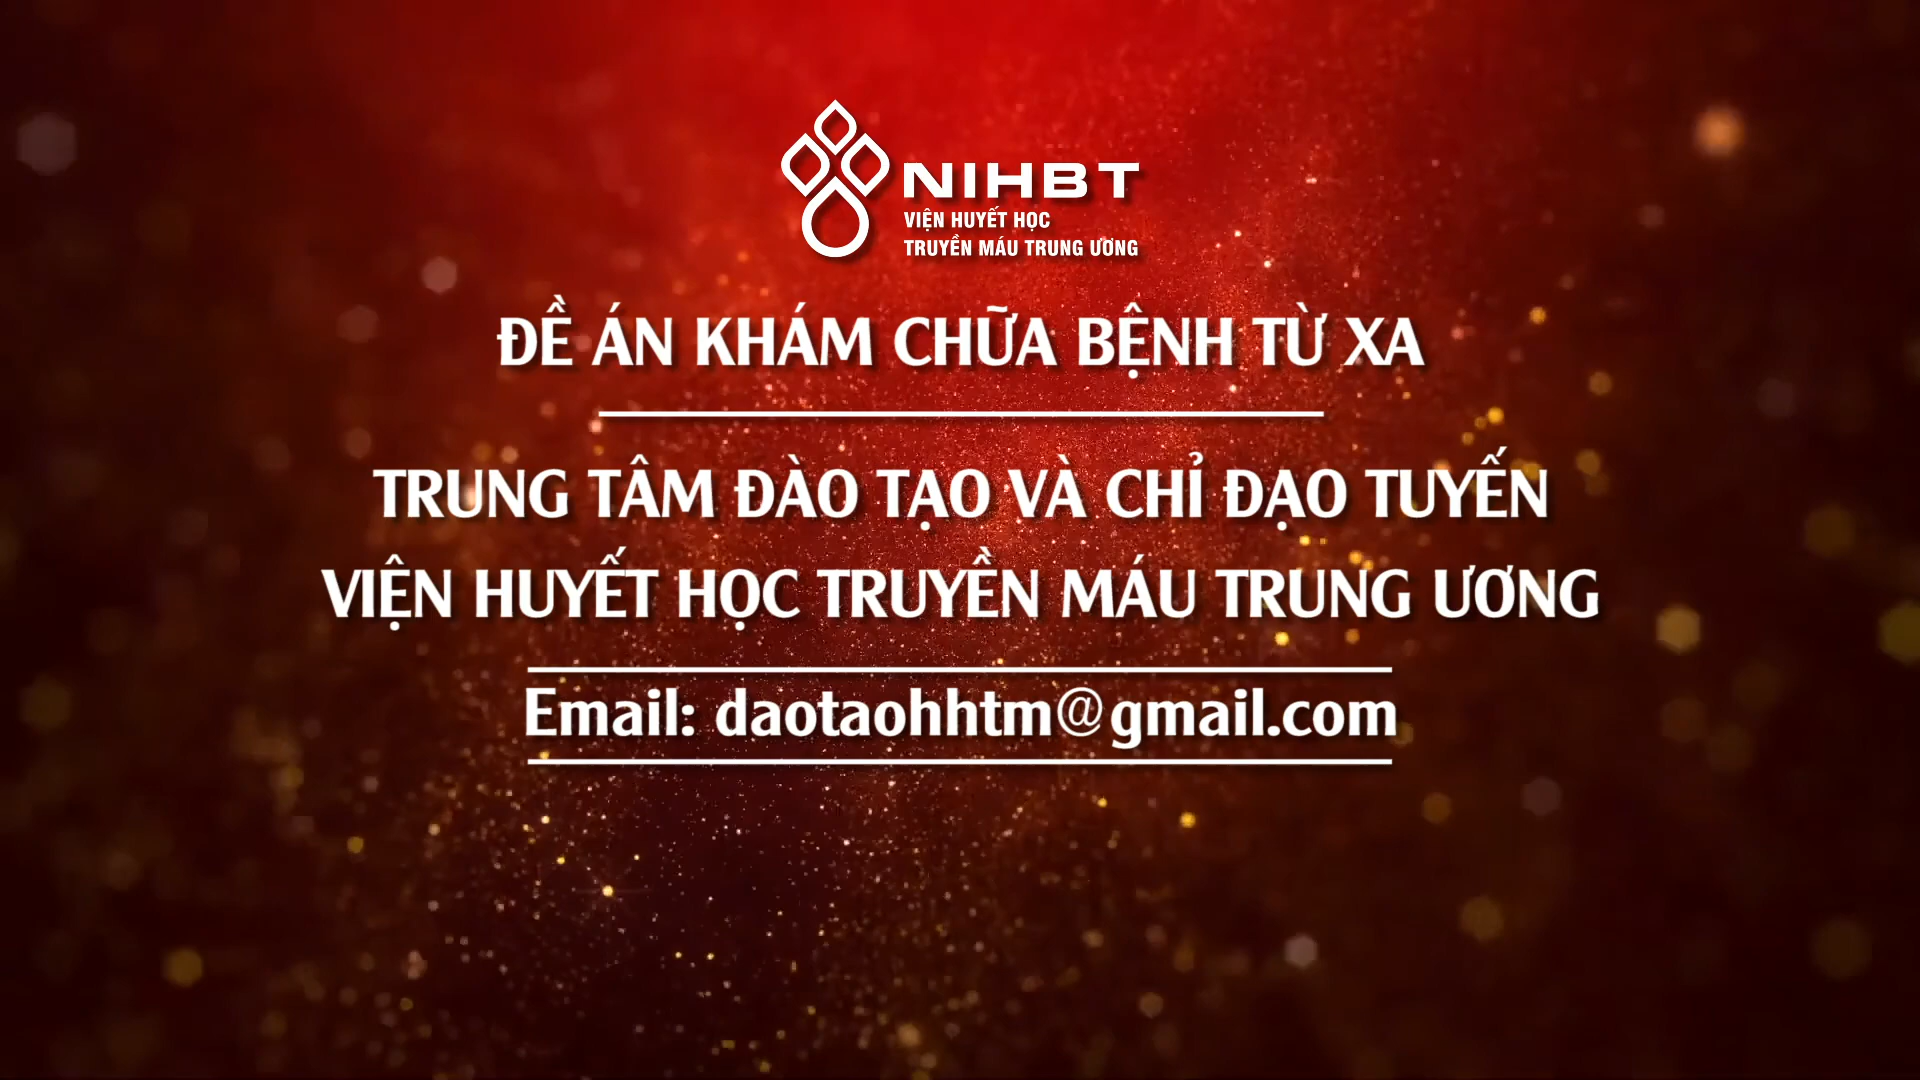 NIHBT
VIỆN HUYẾT HỌC
TRUYỀN MÁU TRUNG ƯƠNG
ĐỀ ÁN KHÁM CHỮA BỆNH TỪ XA
TRUNG TÂM ĐÀO TẠO VÀ CHỈ ĐẠO TUYẾN
VIỆN HUYẾT HỌC TRUYỀN MÁU TRUNG ƯƠNG
Email: daotaohhtm@gmail.com